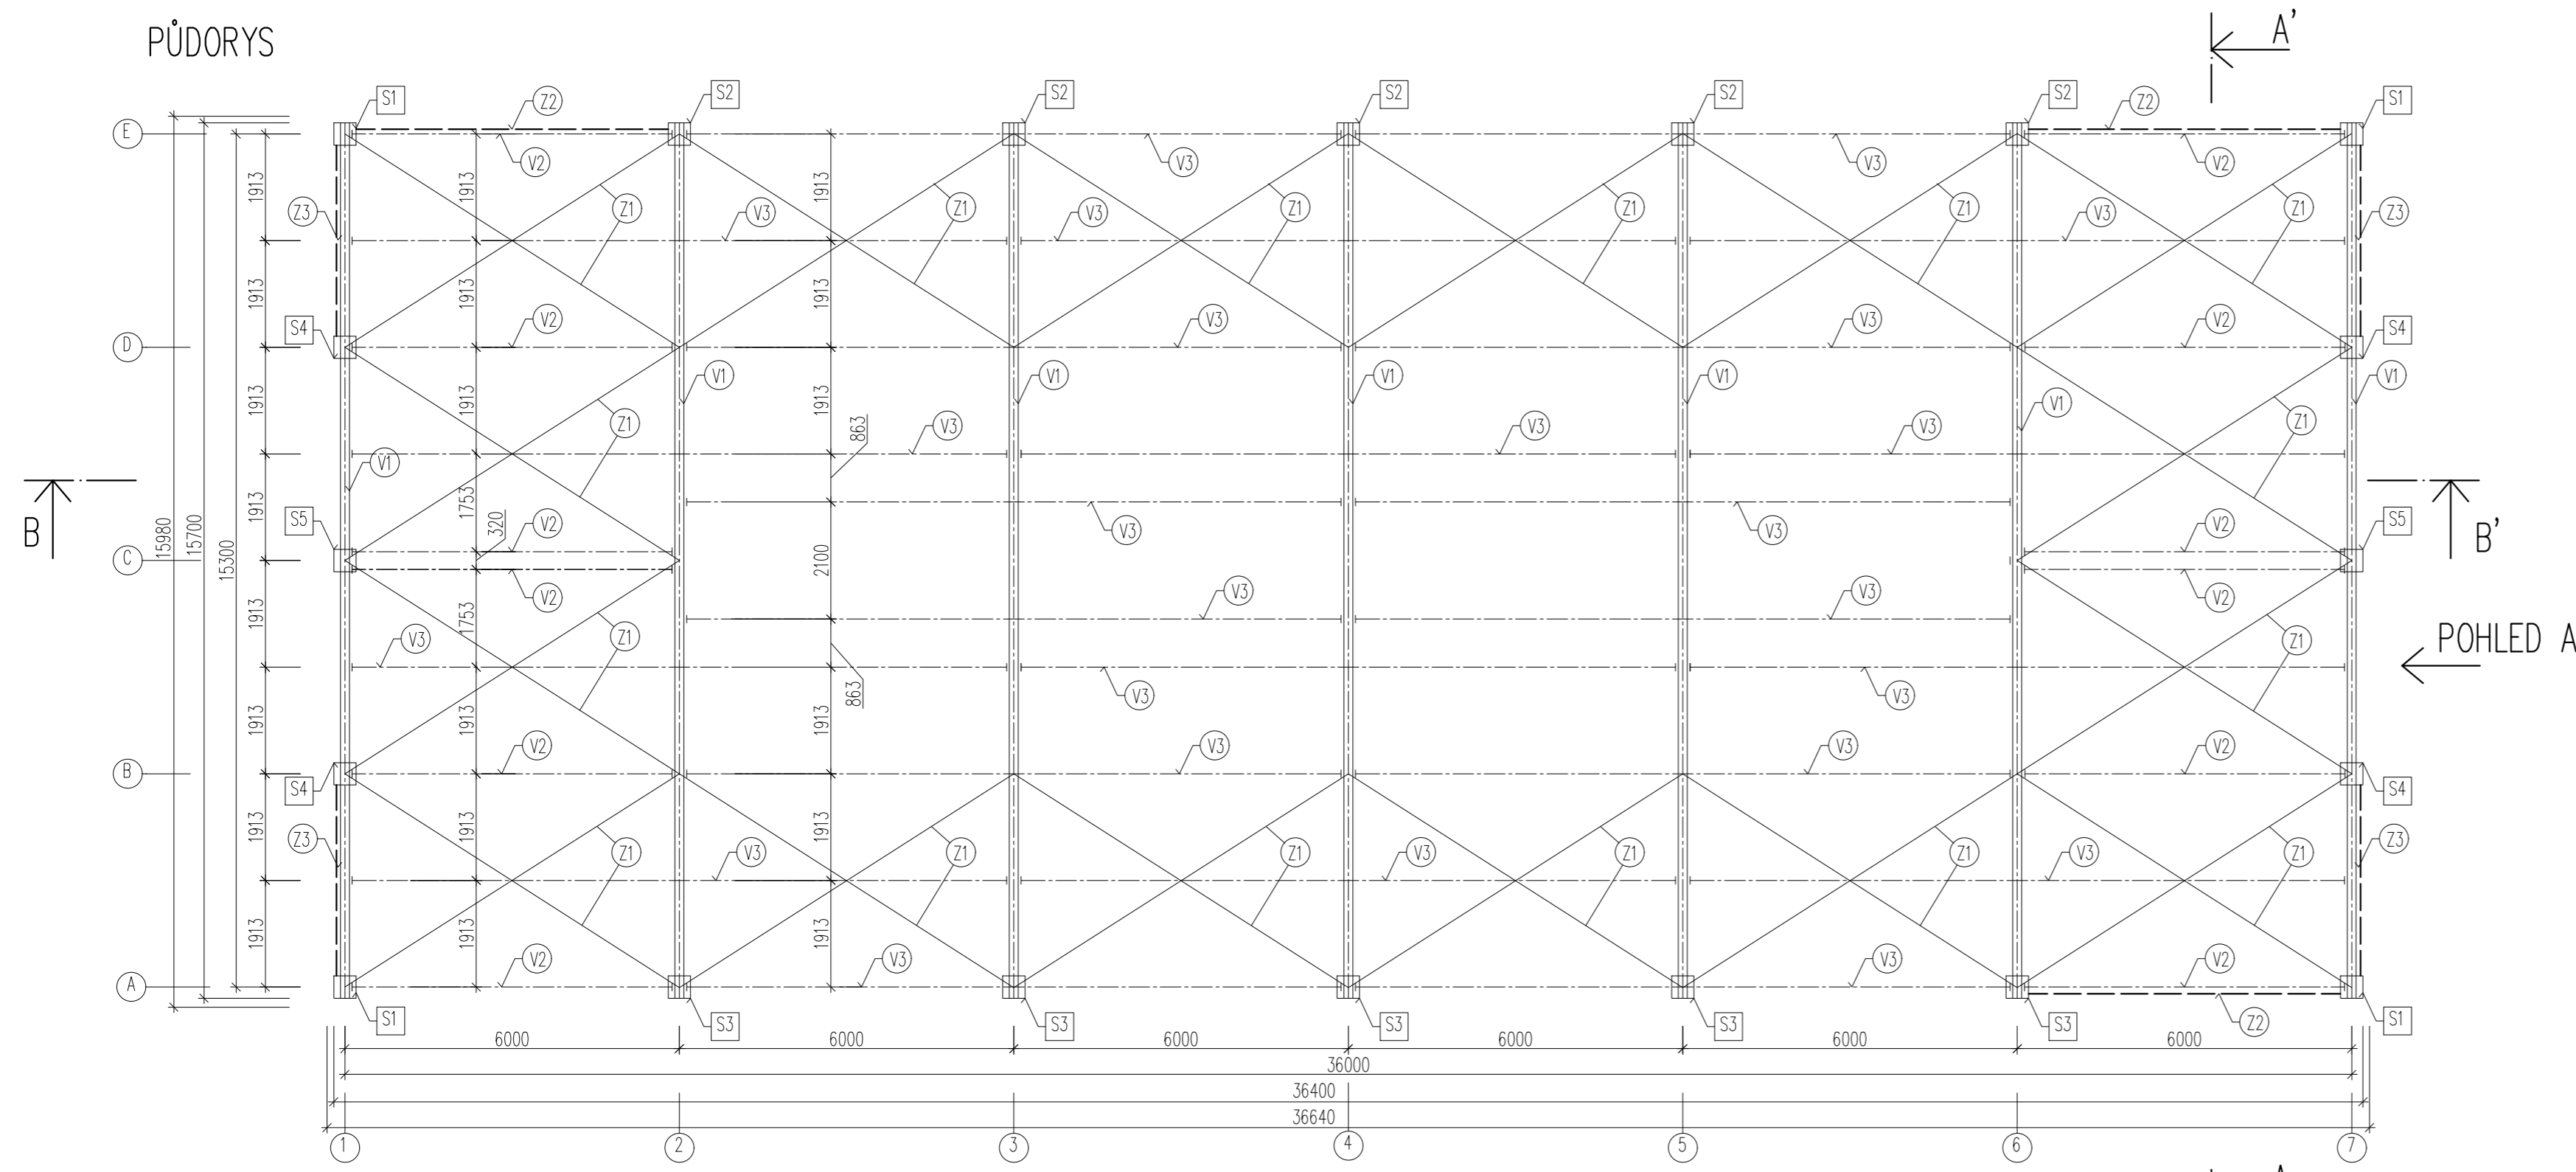 PŮDORYS
A'
S1 Z2 S2 S2 S2 S2 S2 Z2 S1
E
V2 V3 V3 V2
1913 1913 1913
Z3 Z1 V3 Z1 V3 Z1 Z1 Z1 V3 Z1 Z3
1913 1913 1913
S4 V2 V3 V3 V2 S4
D
V1 V1 V1 V1 V1
1913 1913 1913
Z1 863 V3 V3 V3 V1 Z1
V1
B 15980 15700 15300 1913 1753 320
S5 V2 V3 V3 V2 S5 B'
C 2100
V2 V3 V3 V2
1913 1753
V3 Z1 Z1 POHLED A
863 V3 V3
1913 1913 1913
B V2 V3 V3 V2
S4 S4
1913 1913 1913
Z3 Z1 V3 Z1 Z1 V3 Z1 Z1 V3 Z1 Z3
1913 1913 1913
V2 V3 V3 V2
A
S1 S3 S3 S3 S3 S3 Z2 S1
6000 6000 6000 6000 6000 6000
36000
36400
36640
1 2 3 4 5 6 7